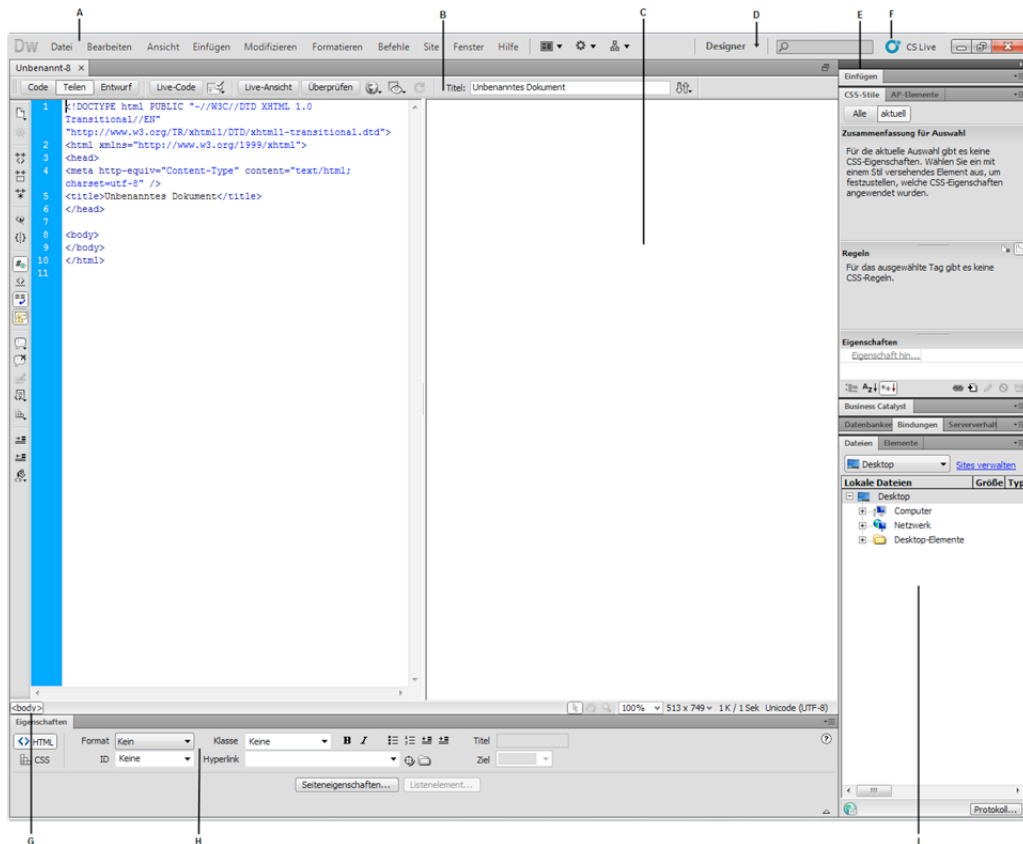 A B C D E F
Dw Datei Bearbeiten Ansicht Einfügen Modifizieren Formatieren Befehle Site Fenster Hilfe Designer CS Live
Unbenannt-8
Code Teilen Entwurf Live-Code Live-Ansicht Überprüfen Titel: Unbenanntes Dokument
1 <!DOCTYPE html PUBLIC "-//W3C//DTD XHTML 1.0
Transitional//EN"
"http://www.w3.org/TR/xhtml1/DTD/xhtml1-transitional.dtd">
2 <html xmlns="http://www.w3.org/1999/xhtml">
3 <head>
4 <meta http-equiv="Content-Type" content="text/html;
charset=utf-8" />
5 <title>Unbenanntes Dokument</title>
6 </head>
7
8 <body>
9 </body>
10 </html>
11
Einfügen
CSS-Stile AP-Elemente
Alle aktuell
Zusammenfassung für Auswahl
Für die aktuelle Auswahl gibt es keine
CSS-Eigenschaften. Wählen Sie ein mit
einem Stil versehendes Element aus, um
festzustellen, welche CSS-Eigenschaften
angewendet wurden.
Regeln
Für das ausgewählte Tag gibt es keine
CSS-Regeln.
Eigenschaften
Eigenschaft hin...
Business Catalyst
Datenbanken Bindungen Serververhalt
Dateien Elemente
Desktop Sites verwalten
Lokale Dateien Größe Typ
Desktop
Computer
Netzwerk
Desktop-Elemente
Protokoll...
<body> 100% 513 x 749 1 K / 1 Sek Unicode (UTF-8)
Eigenschaften
<> HTML Format Kein Klasse Keine B I Titel
CSS ID Keine Hyperlink Ziel
Seiteneigenschaften... Listenelement...
G H I